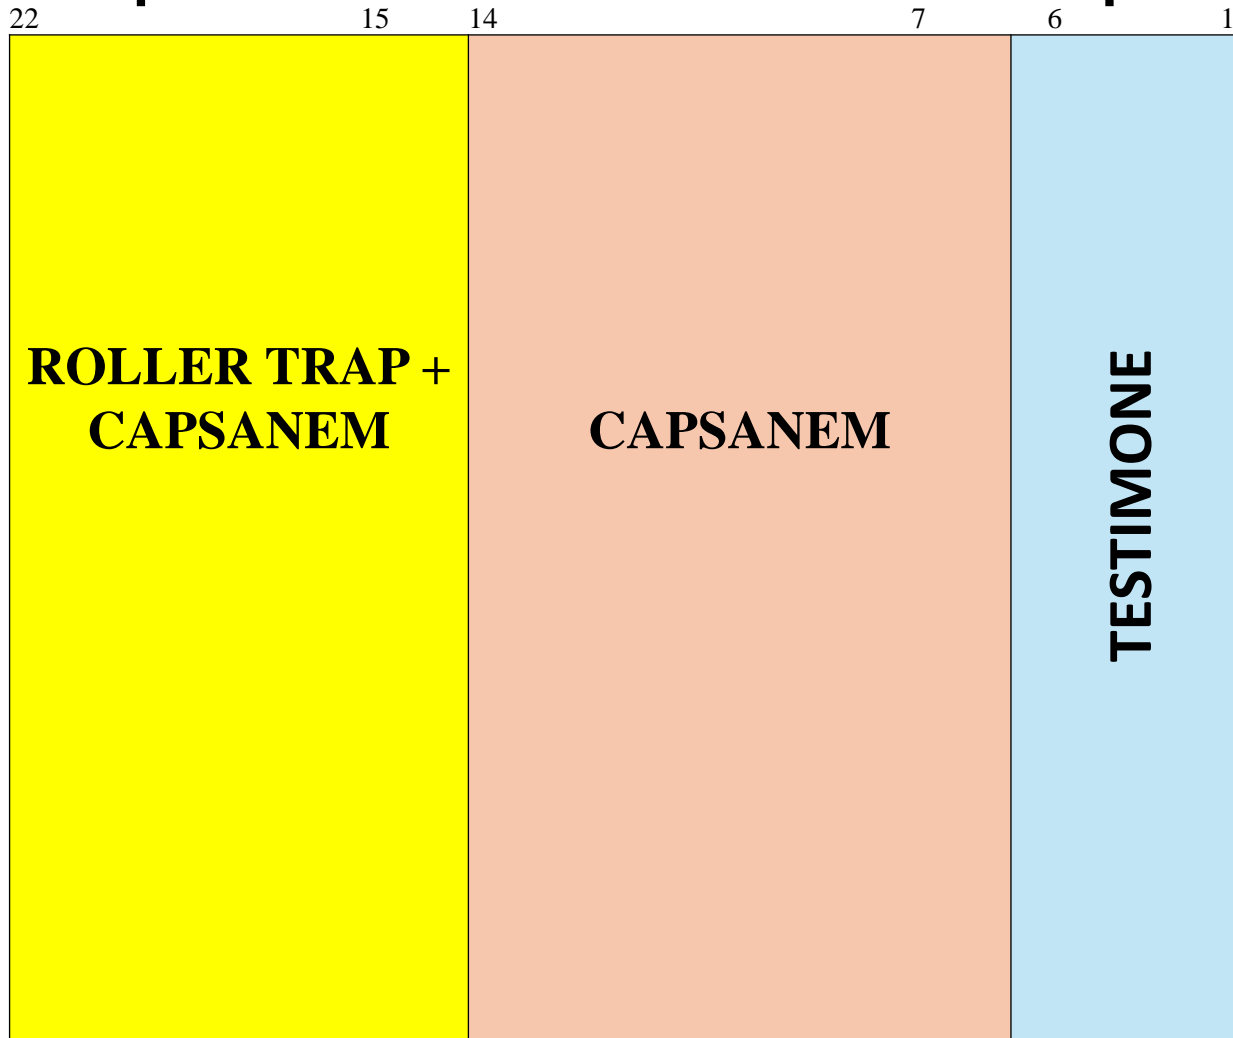 22 15 14 7 6 1
ROLLER TRAP +
CAPSANEM
CAPSANEM
TESTIMONE